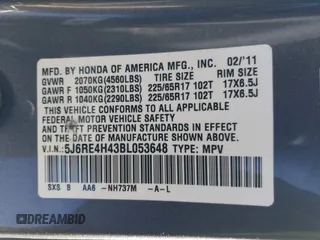 MFD. BY HONDA OF AMERICA MFG., INC. 02/'11
GVWR 2070KG(4560LBS) TIRE SIZE RIM SIZE
GAWR F 1050KG(2310LBS) 225/65R17 102T 17X6.5J
GAWR R 1040KG(2290LBS) 225/65R17 102T 17X6.5J
THIS VEHICLE CONFORMS TO ALL APPLICABLE
FEDERAL MOTOR VEHICLE SAFETY AND THEFT
PREVENTION STANDARDS IN EFFECT ON THE DATE
OF MANUFACTURE SHOWN ABOVE.
V.I.N.: 5J6RE4H43BL053648 TYPE: MPV
SXS B AA6 -NH737M -A-L